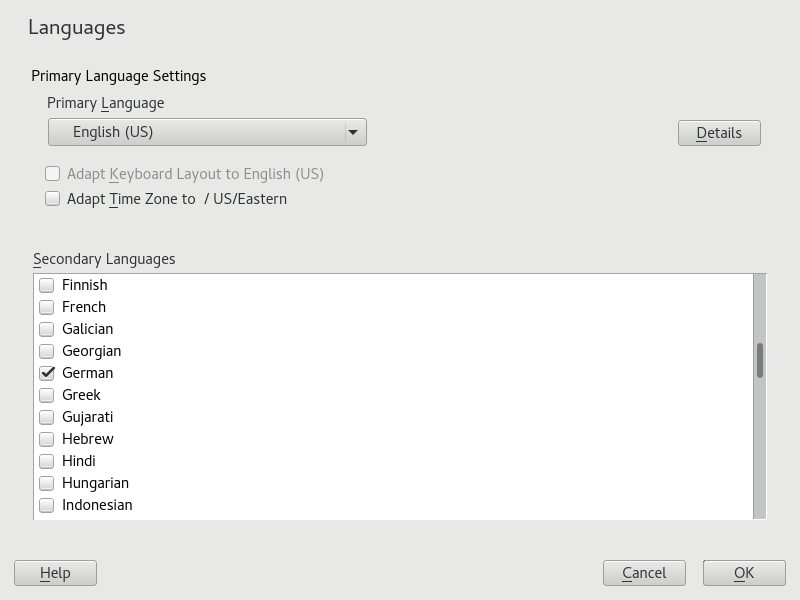 Languages
Primary Language Settings
Primary Language
English (US)
Details
Adapt Keyboard Layout to English (US)
Adapt Time Zone to / US/Eastern
Secondary Languages
Finnish
French
Galician
Georgian
German
Greek
Gujarati
Hebrew
Hindi
Hungarian
Indonesian
Help
Cancel
OK